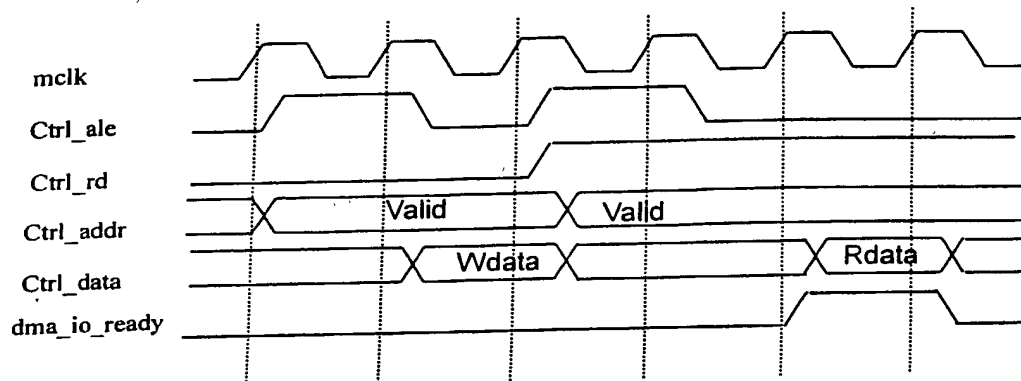 mclk
Ctrl_ale
Ctrl_rd
Ctrl_addr Valid Valid
Ctrl_data Wdata Rdata
dma_io_ready